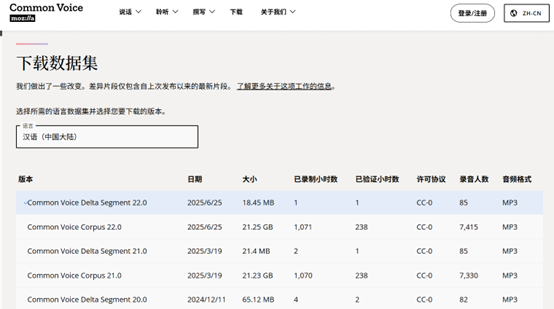 Common Voice
moz://a
说话 聆听 撰写 下载 关于我们
登录/注册
ZH-CN
下载数据集
我们做出了一些改变。差异片段仅包含自上次发布以来的最新片段。 了解更多关于这项工作的信息。
选择所需的语言数据集并选择您要下载的版本。
语言
汉语（中国大陆）
版本 日期 大小 已录制小时数 已验证小时数 许可协议 录音人数 音频格式
Common Voice Delta Segment 22.0 2025/6/25 18.45 MB 1 1 CC-0 85 MP3
Common Voice Corpus 22.0 2025/6/25 21.25 GB 1,071 238 CC-0 7,415 MP3
Common Voice Delta Segment 21.0 2025/3/19 21.4 MB 2 1 CC-0 85 MP3
Common Voice Corpus 21.0 2025/3/19 21.23 GB 1,070 238 CC-0 7,330 MP3
Common Voice Delta Segment 20.0 2024/12/11 65.12 MB 4 2 CC-0 82 MP3